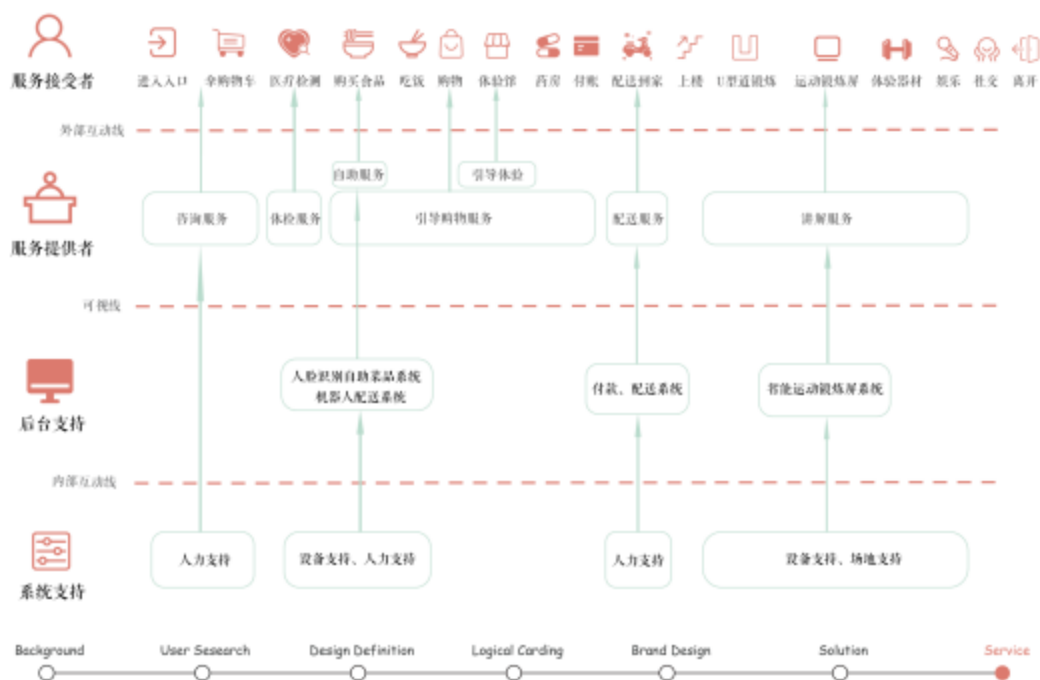 服务接受者
进入入口 拿购物车 医疗检测 购买食品 吃饭 购物 体验馆 药房 付账 配送到家 上楼 U型道锻炼 运动锻炼屏 体验器材 娱乐 社交 离开
外部互动线
自助服务 引导体验
咨询服务 体检服务 引导购物服务 配送服务 讲解服务
服务提供者
可视线
人脸识别自助菜品系统
机器人配送系统
付款、配送系统 智能运动锻炼屏系统
后台支持
内部互动线
人力支持 设备支持、人力支持 人力支持 设备支持、场地支持
系统支持
Background User Sesearch Design Definition Logical Carding Brand Design Solution Service